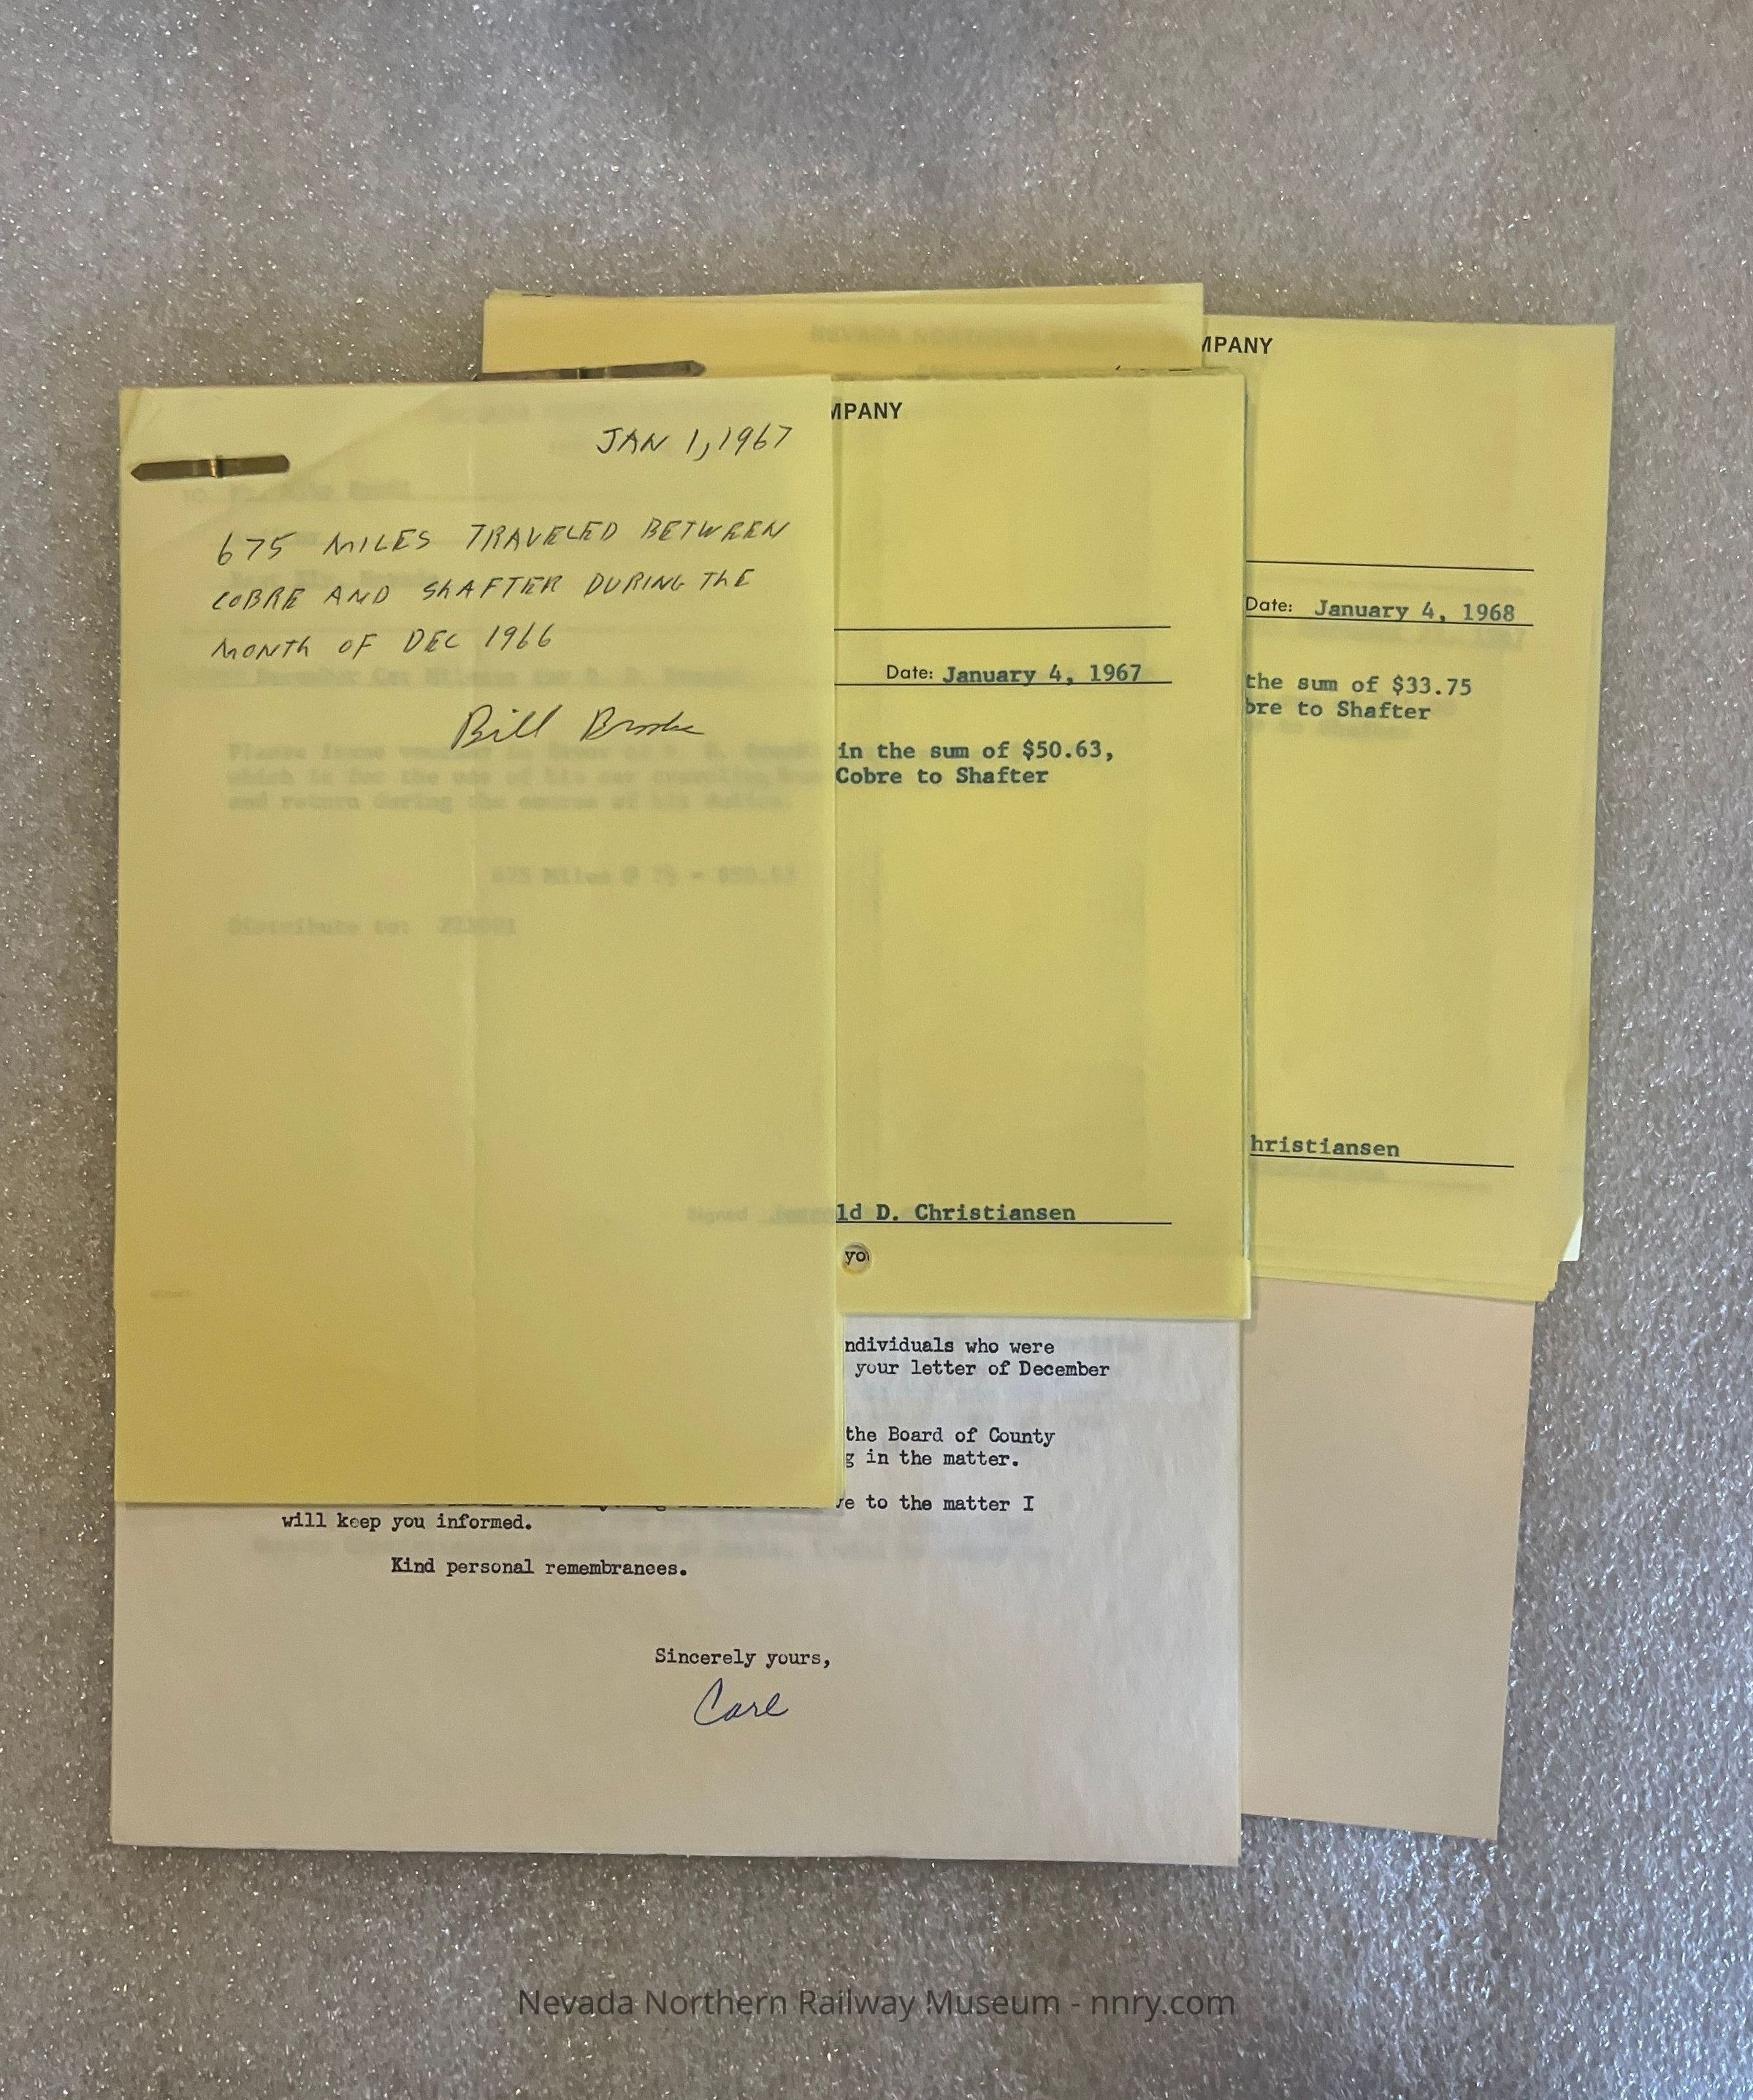 MPANY
Date: January 4, 1968
the sum of $33.75
bre to Shafter
hristiansen
MPANY
Date: January 4, 1967
in the sum of $50.63,
Cobre to Shafter
ld D. Christiansen
yo
JAN 1, 1967
675 MILES TRAVELED BETWEEN
COBRE AND SHAFTER DURING THE
MONTH OF DEC 1966
Bill
ndividuals who were
your letter of December
the Board of County
g in the matter.
ve to the matter I
will keep you informed.
Kind personal remembrances.
Sincerely yours,
Carl
Nevada Northern Railway Museum - nnry.com